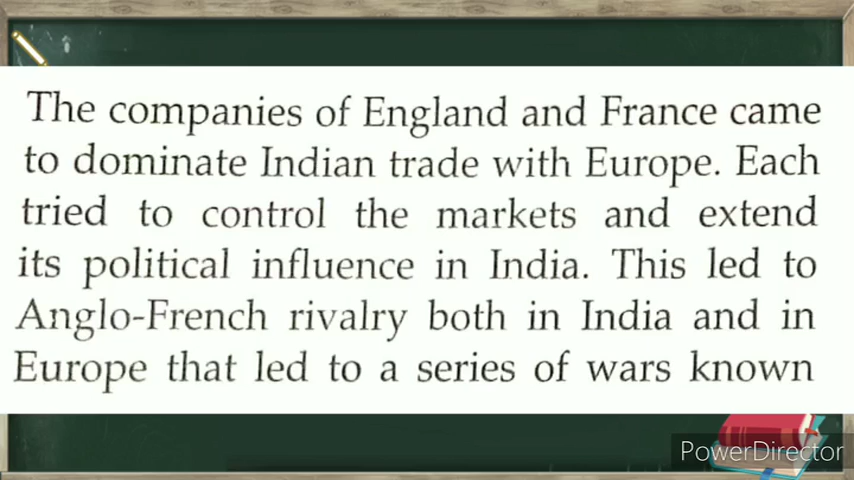 The companies of England and France came
to dominate Indian trade with Europe. Each
tried to control the markets and extend
its political influence in India. This led to
Anglo-French rivalry both in India and in
Europe that led to a series of wars known
PowerDirector